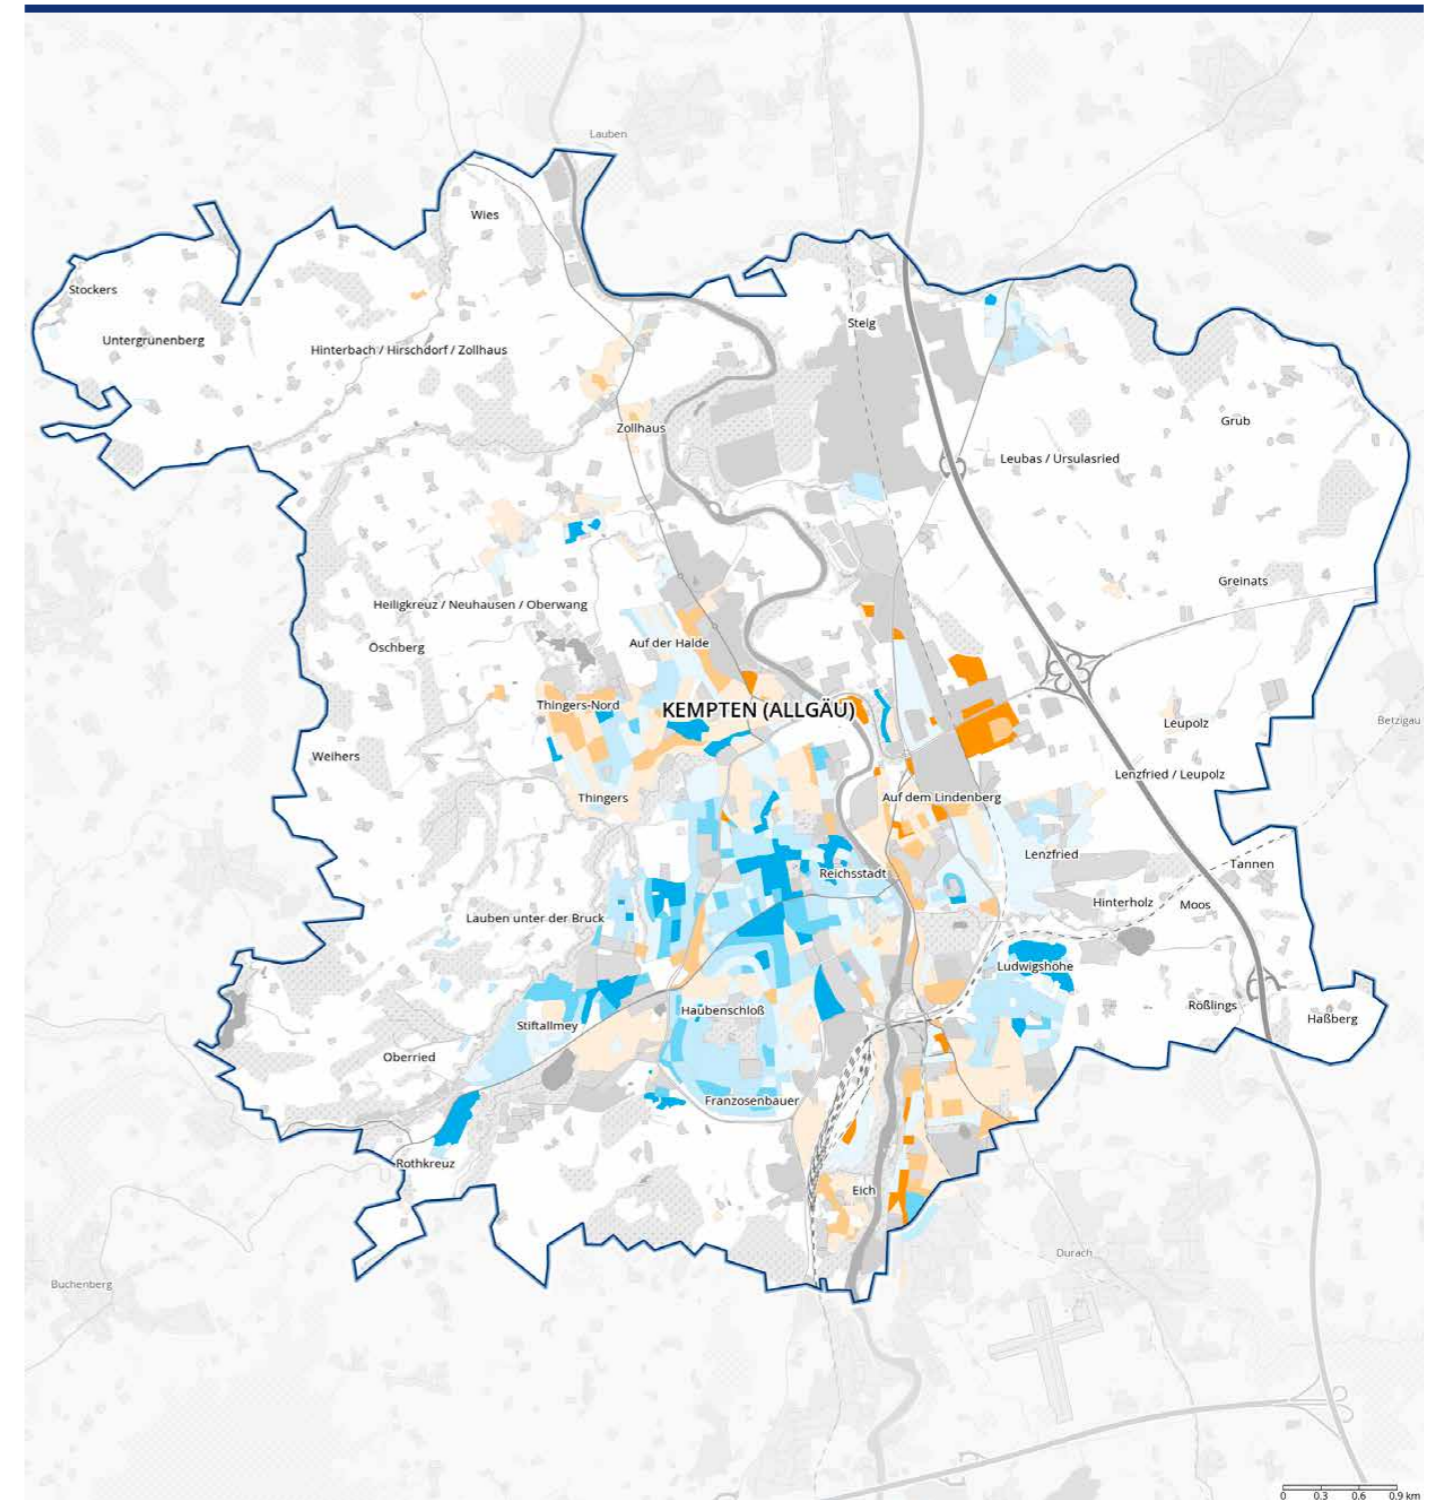 Lauben
Wies
Stockers
Steig
Untergrünenberg
Hinterbach / Hirschdorf / Zollhaus
Grub
Zollhaus
Leubas / Ursulasried
Greinats
Heiligkreuz / Neuhausen / Oberwang
Auf der Halde
Öschberg
Thingers-Nord
KEMPTEN (ALLGÄU)
Betzigau
Leupolz
Weihers
Lenzfried / Leupolz
Thingers
Auf dem Lindenberg
Lenzfried
Tannen
Reichsstadt
Hinterholz
Moos
Lauben unter der Bruck
Ludwigshöhe
Rößlings
Haubenschloß
Haßberg
Stiftallmey
Oberried
Franzosenbauer
Rothkreuz
Eich
Durach
Buchenberg
0 0.3 0.6 0.9 km